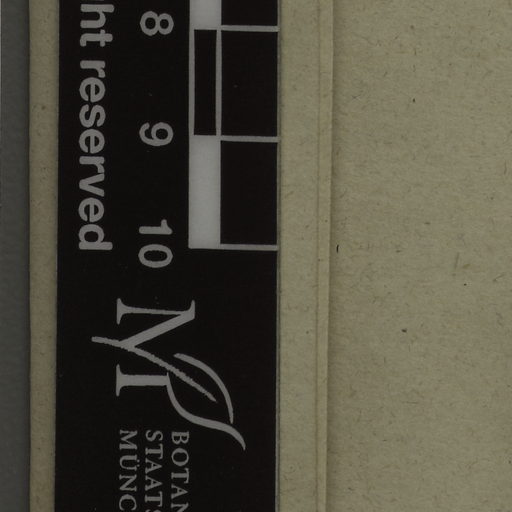 8 9 10
ht reserved
M
BOTAN
STAATS
MÜNC